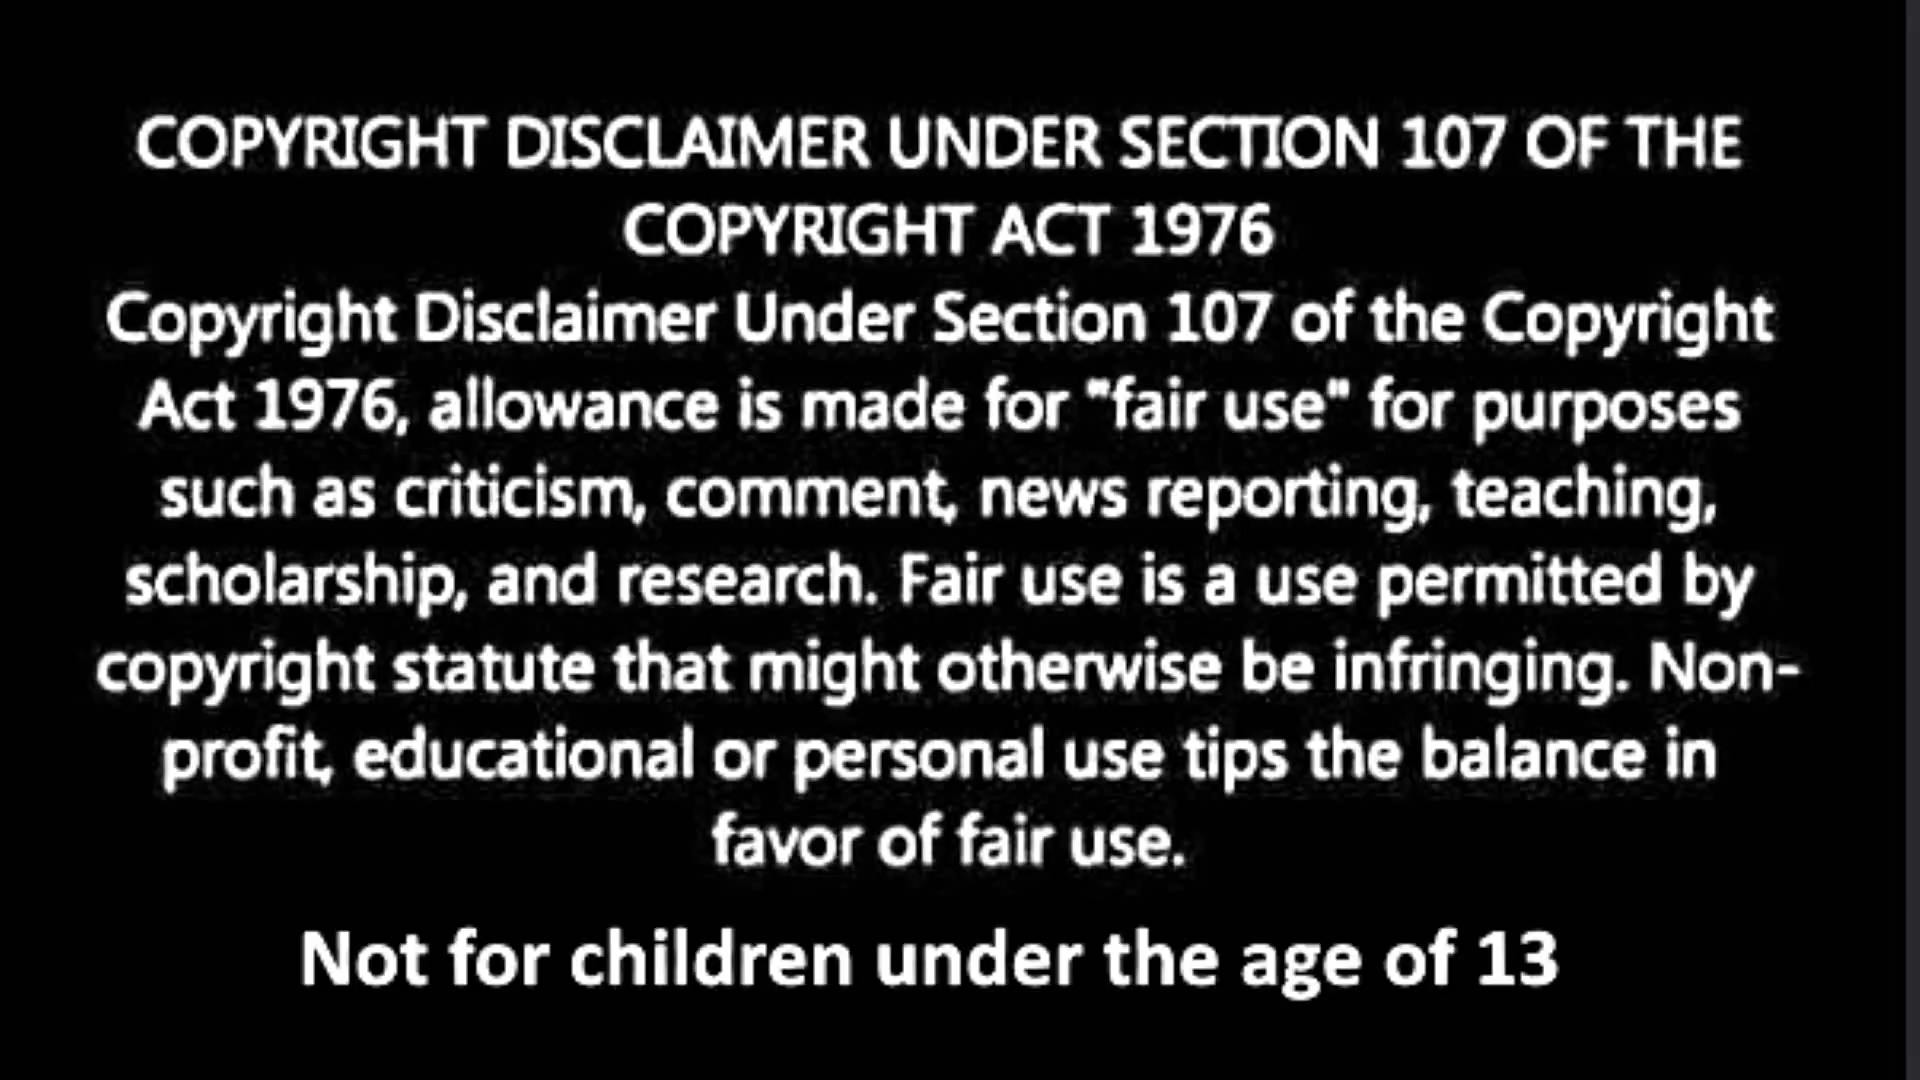 COPYRIGHT DISCLAIMER UNDER SECTION 107 OF THE
COPYRIGHT ACT 1976
Copyright Disclaimer Under Section 107 of the Copyright
Act 1976, allowance is made for "fair use" for purposes
such as criticism, comment, news reporting, teaching,
scholarship, and research. Fair use is a use permitted by
copyright statute that might otherwise be infringing. Non-
profit, educational or personal use tips the balance in
favor of fair use.
Not for children under the age of 13